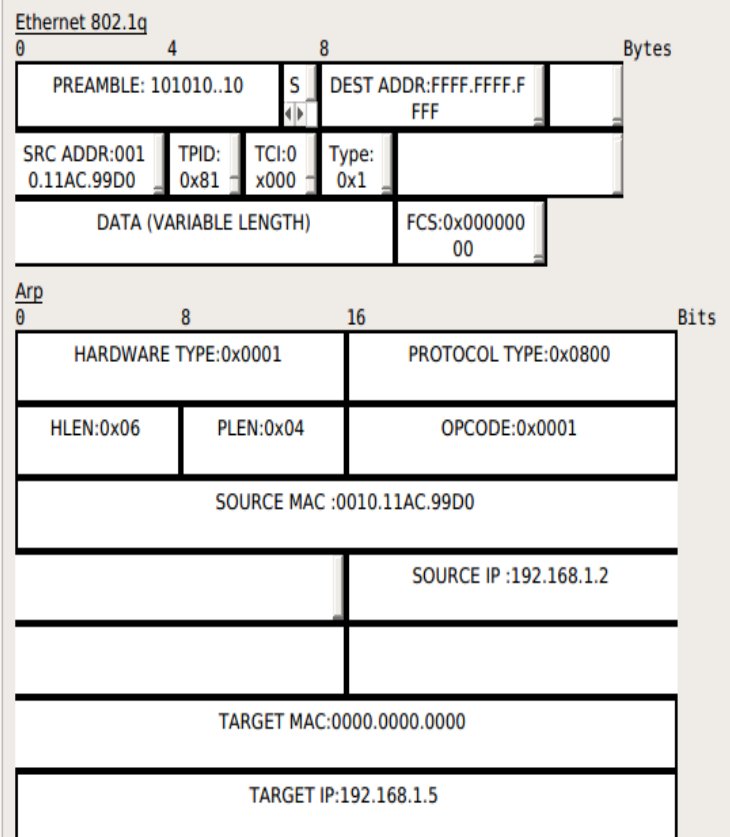 Ethernet 802.1q
0 4 8 Bytes
PREAMBLE: 101010..10 S DEST ADDR:FFFF.FFFF.F
FFF
SRC ADDR:001 TPID: TCI:0 Type:
0.11AC.99D0 0x81 x000 0x1
DATA (VARIABLE LENGTH) FCS:0x000000
00
Arp
0 8 16 Bits
HARDWARE TYPE:0x0001 PROTOCOL TYPE:0x0800
HLEN:0x06 PLEN:0x04 OPCODE:0x0001
SOURCE MAC :0010.11AC.99D0
SOURCE IP :192.168.1.2
TARGET MAC:0000.0000.0000
TARGET IP:192.168.1.5